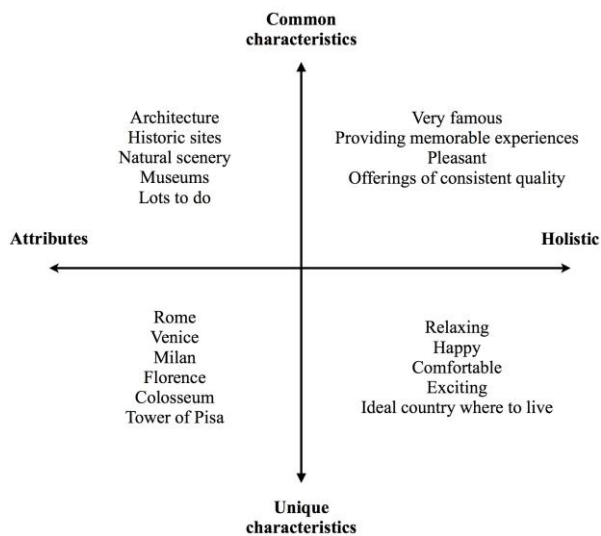 Common
characteristics
Architecture
Historic sites
Natural scenery
Museums
Lots to do
Very famous
Providing memorable experiences
Pleasant
Offerings of consistent quality
Attributes
Holistic
Rome
Venice
Milan
Florence
Colosseum
Tower of Pisa
Relaxing
Happy
Comfortable
Exciting
Ideal country where to live
Unique
characteristics